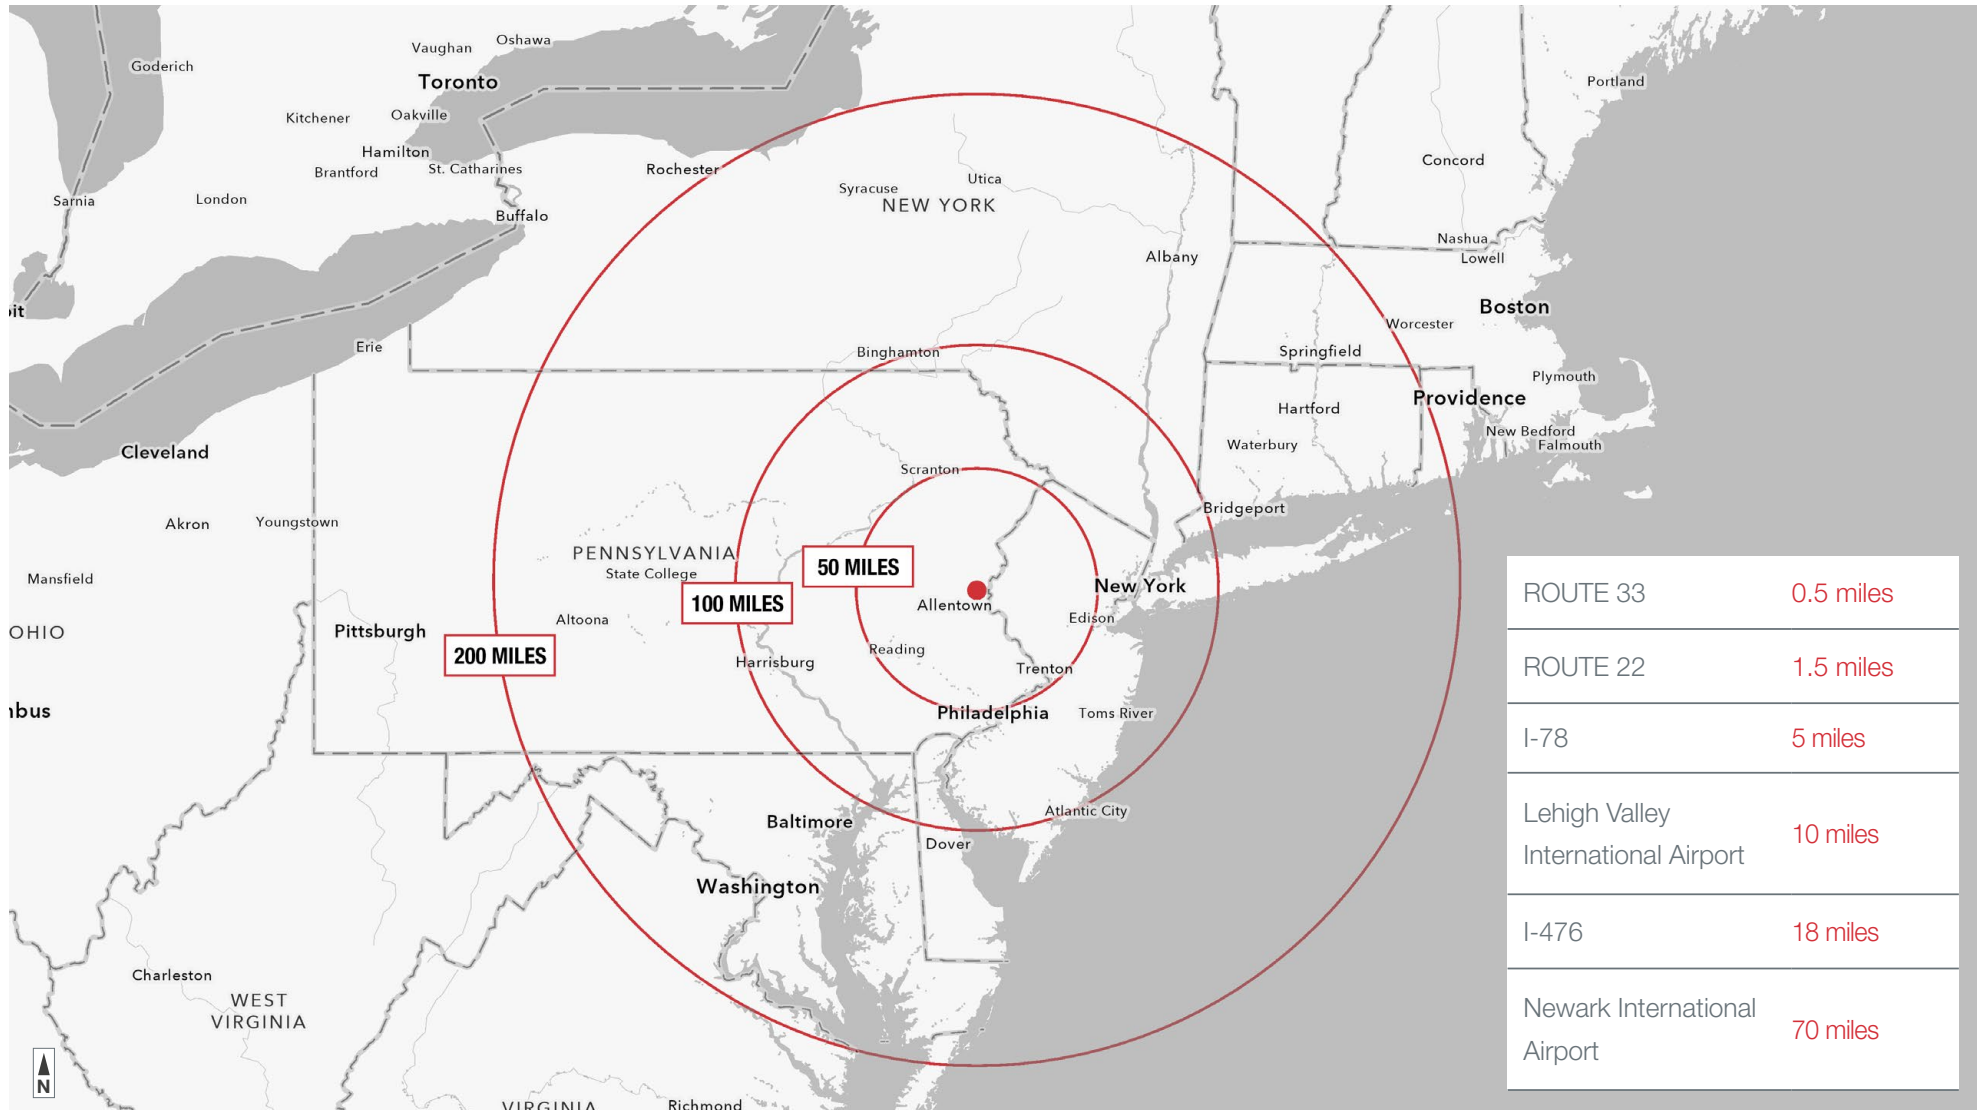 Oshawa
Vaughan
Goderich
Toronto
Portland
Kitchener
Oakville
Hamilton
Concord
Brantford
St. Catharines
Rochester
Utica
Syracuse
NEW YORK
Sarnia
London
Buffalo
Nashua
Lowell
Albany
oit
Boston
Worcester
Erie
Binghamton
Springfield
Plymouth
Providence
Hartford
New Bedford
Falmouth
Waterbury
Cleveland
Scranton
Bridgeport
Akron
Youngstown
PENNSYLVANIA
State College
50 MILES
Mansfield
New York
100 MILES
Allentown
Edison
Altoona
OHIO
Pittsburgh
200 MILES
Harrisburg
Reading
Trenton
nbus
Philadelphia
Toms River
Baltimore
Atlantic City
Dover
Washington
Charleston
WEST
VIRGINIA
N
VIRGINIA
Richmond
ROUTE 33 0.5 miles
ROUTE 22 1.5 miles
I-78 5 miles
Lehigh Valley
International Airport 10 miles
I-476 18 miles
Newark International
Airport 70 miles